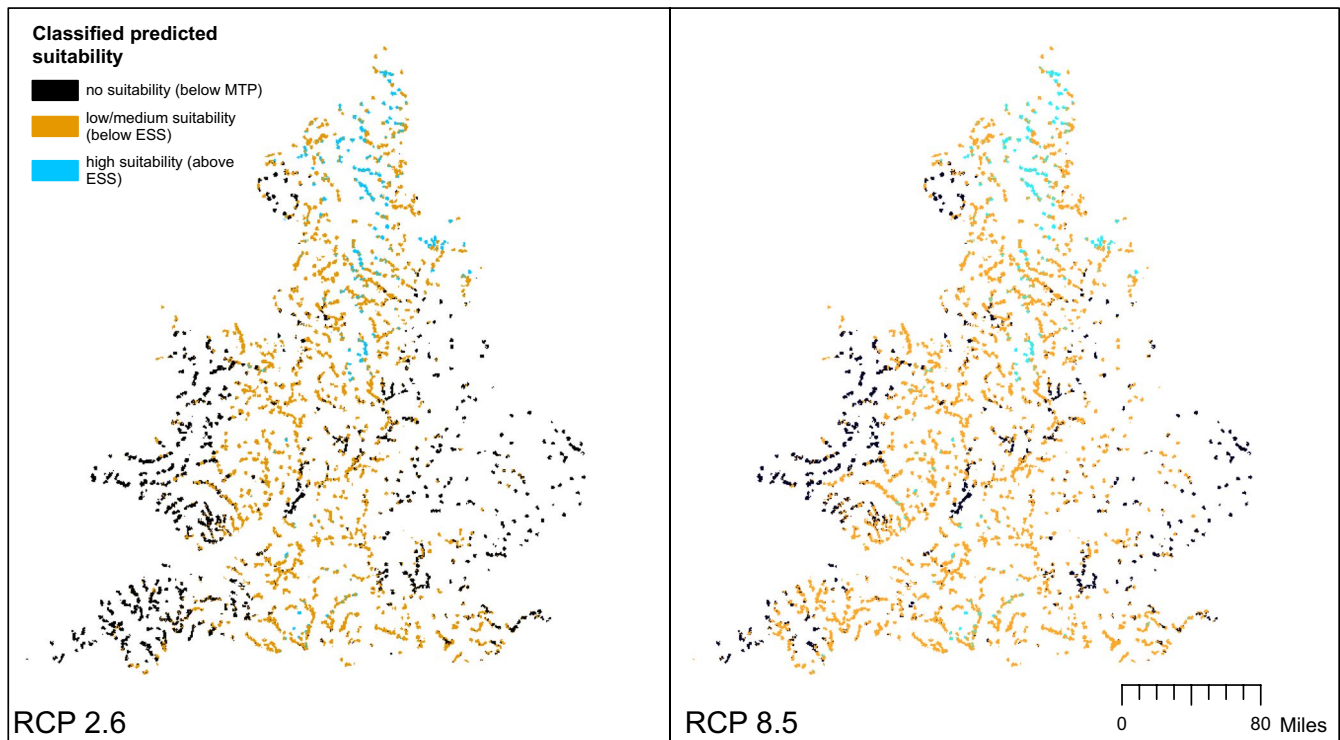 Classified predicted
suitability
no suitability (below MTP)
low/medium suitability
(below ESS)
high suitability (above
ESS)
RCP 2.6
RCP 8.5
0 80 Miles